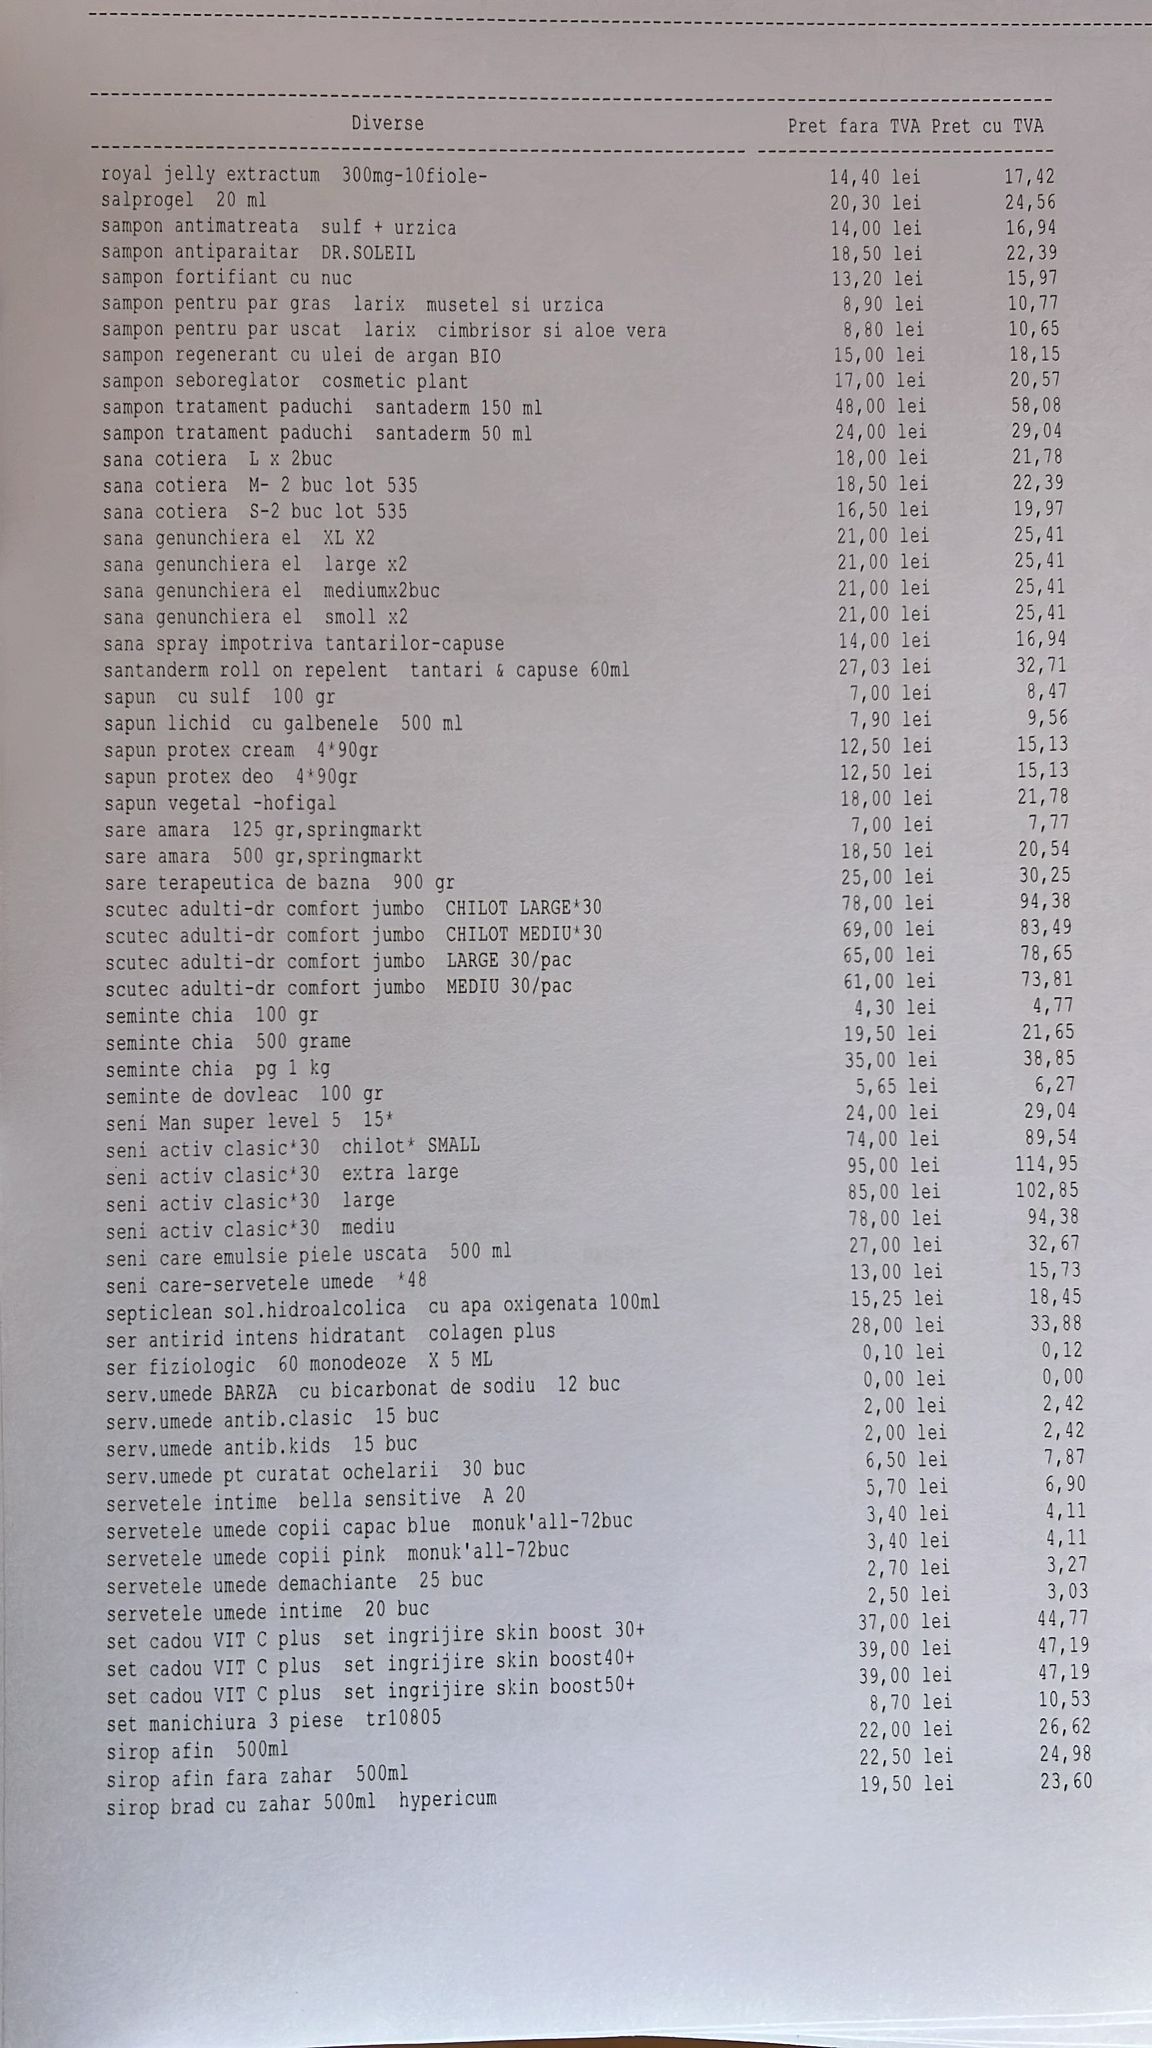 Diverse Pret fara TVA Pret cu TVA
royal jelly extractum 300mg-10fiole- 14,40 lei 17,42
salprogel 20 ml 20,30 lei 24,56
sampon antimatreata sulf + urzica 14,00 lei 16,94
sampon antiparaitar DR.SOLEIL 18,50 lei 22,39
sampon fortifiant cu nuc 13,20 lei 15,97
sampon pentru par gras larix musetel si urzica 8,90 lei 10,77
sampon pentru par uscat larix cimbrisor si aloe vera 8,80 lei 10,65
sampon regenerant cu ulei de argan BIO 15,00 lei 18,15
sampon seboreglator cosmetic plant 17,00 lei 20,57
sampon tratament paduchi santaderm 150 ml 48,00 lei 58,08
sampon tratament paduchi santaderm 50 ml 24,00 lei 29,04
sana cotiera L x 2buc 18,00 lei 21,78
sana cotiera M- 2 buc lot 535 18,50 lei 22,39
sana cotiera S-2 buc lot 535 16,50 lei 19,97
sana genunchiera el XL X2 21,00 lei 25,41
sana genunchiera el large x2 21,00 lei 25,41
sana genunchiera el mediumx2buc 21,00 lei 25,41
sana genunchiera el smoll x2 21,00 lei 25,41
sana spray impotriva tantarilor-capuse 14,00 lei 16,94
santanderm roll on repelent tantari & capuse 60ml 27,03 lei 32,71
sapun cu sulf 100 gr 7,00 lei 8,47
sapun lichid cu galbenele 500 ml 7,90 lei 9,56
sapun protex cream 4*90gr 12,50 lei 15,13
sapun protex deo 4*90gr 12,50 lei 15,13
sapun vegetal -hofigal 18,00 lei 21,78
sare amara 125 gr,springmarkt 7,00 lei 7,77
sare amara 500 gr,springmarkt 18,50 lei 20,54
sare terapeutica de bazna 900 gr 25,00 lei 30,25
scutec adulti-dr comfort jumbo CHILOT LARGE*30 78,00 lei 94,38
scutec adulti-dr comfort jumbo CHILOT MEDIU*30 69,00 lei 83,49
scutec adulti-dr comfort jumbo LARGE 30/pac 65,00 lei 78,65
scutec adulti-dr comfort jumbo MEDIU 30/pac 61,00 lei 73,81
seminte chia 100 gr 4,30 lei 4,77
seminte chia 500 grame 19,50 lei 21,65
seminte chia pg 1 kg 35,00 lei 38,85
seminte de dovleac 100 gr 5,65 lei 6,27
seni Man super level 5 15* 24,00 lei 29,04
seni activ clasic*30 chilot* SMALL 74,00 lei 89,54
seni activ clasic*30 extra large 95,00 lei 114,95
seni activ clasic*30 large 85,00 lei 102,85
seni activ clasic*30 mediu 78,00 lei 94,38
seni care emulsie piele uscata 500 ml 27,00 lei 32,67
seni care-servetele umede *48 13,00 lei 15,73
septiclean sol.hidroalcolica cu apa oxigenata 100ml 15,25 lei 18,45
ser antirid intens hidratant colagen plus 28,00 lei 33,88
ser fiziologic 60 monodeoze X 5 ML 0,10 lei 0,12
serv.umede BARZA cu bicarbonat de sodiu 12 buc 0,00 lei 0,00
serv.umede antib.clasic 15 buc 2,00 lei 2,42
serv.umede antib.kids 15 buc 2,00 lei 2,42
serv.umede pt curatat ochelarii 30 buc 6,50 lei 7,87
servetele intime bella sensitive A 20 5,70 lei 6,90
servetele umede copii capac blue monuk'all-72buc 3,40 lei 4,11
servetele umede copii pink monuk'all-72buc 3,40 lei 4,11
servetele umede demachiante 25 buc 2,70 lei 3,27
servetele umede intime 20 buc 2,50 lei 3,03
set cadou VIT C plus set ingrijire skin boost 30+ 37,00 lei 44,77
set cadou VIT C plus set ingrijire skin boost40+ 39,00 lei 47,19
set cadou VIT C plus set ingrijire skin boost50+ 39,00 lei 47,19
set manichiura 3 piese tr10805 8,70 lei 10,53
sirop afin 500ml 22,00 lei 26,62
sirop afin fara zahar 500ml 22,50 lei 24,98
sirop brad cu zahar 500ml hypericum 19,50 lei 23,60